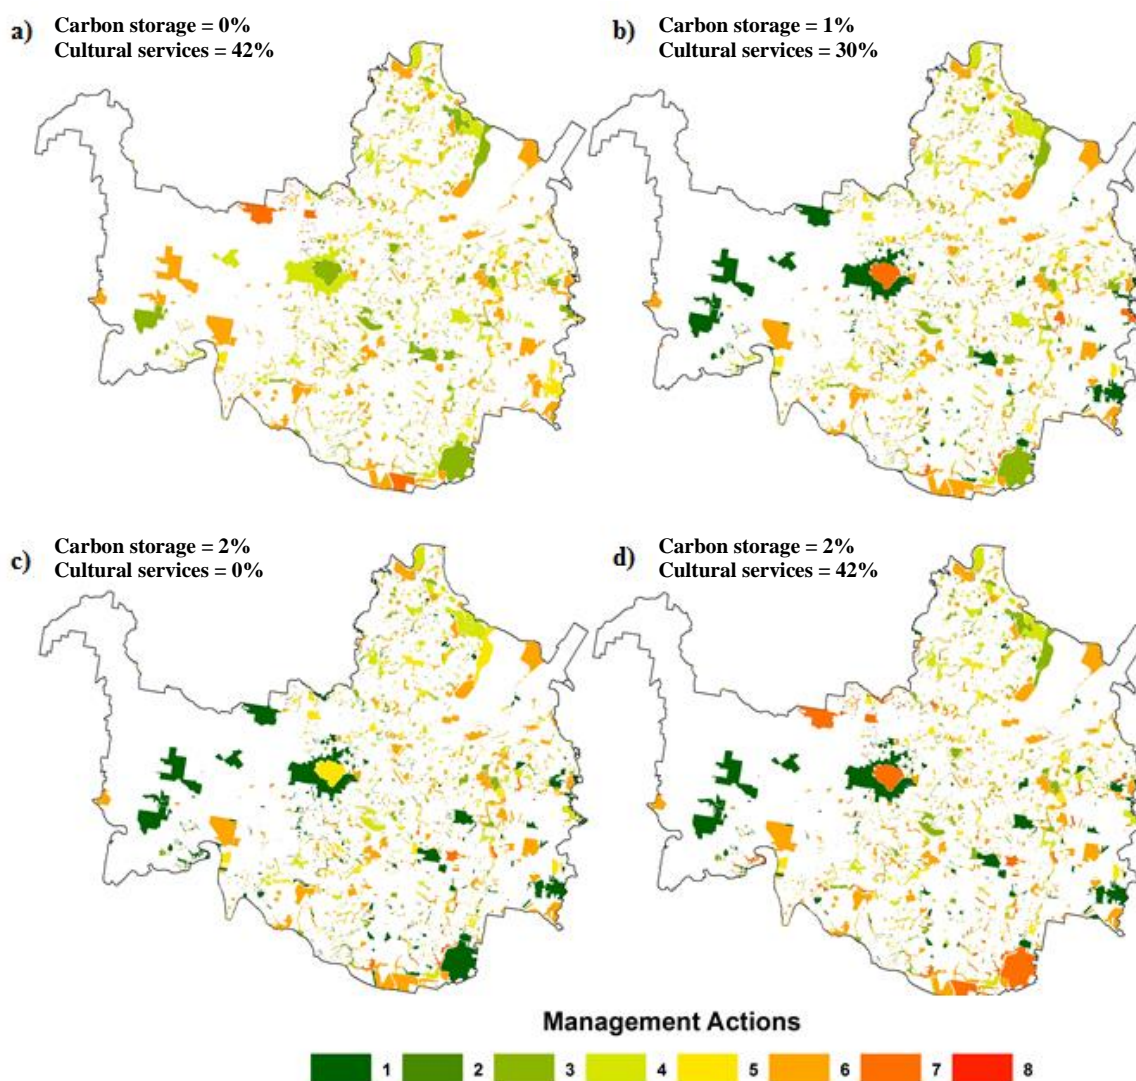 a) Carbon storage = 0%
Cultural services = 42%
b) Carbon storage = 1%
Cultural services = 30%
c) Carbon storage = 2%
Cultural services = 0%
d) Carbon storage = 2%
Cultural services = 42%
Management Actions
1 2 3 4 5 6 7 8